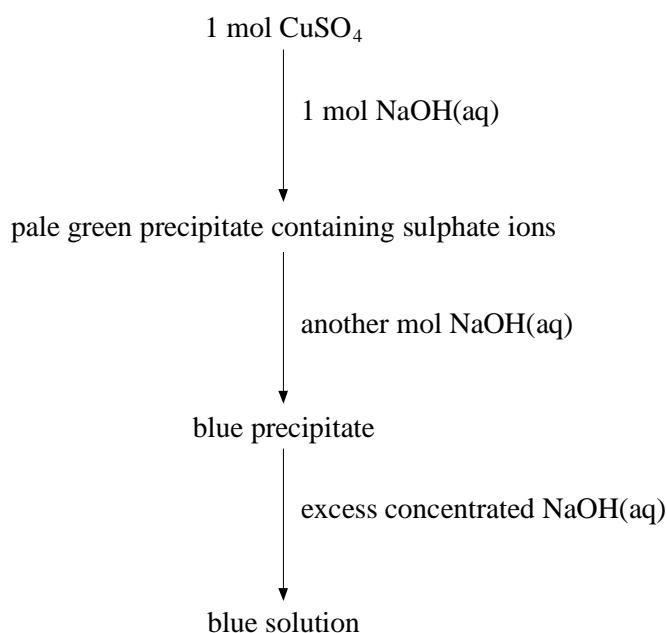 1 mol CuSO₄
1 mol NaOH(aq)
pale green precipitate containing sulphate ions
another mol NaOH(aq)
blue precipitate
excess concentrated NaOH(aq)
blue solution